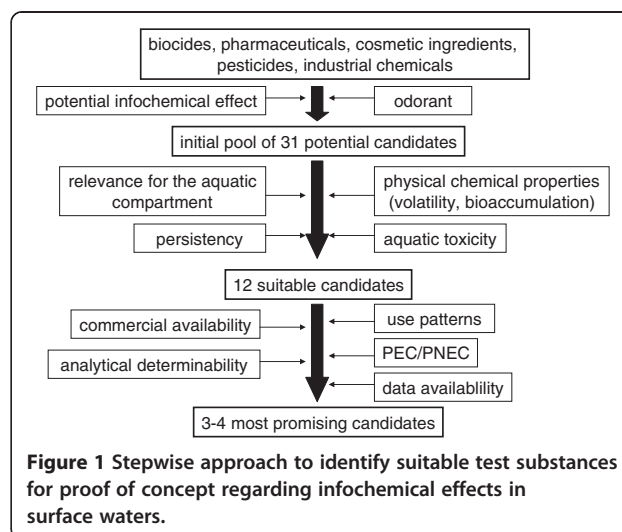 biocides, pharmaceuticals, cosmetic ingredients,
pesticides, industrial chemicals
potential infochemical effect
odorant
initial pool of 31 potential candidates
relevance for the aquatic
compartment
physical chemical properties
(volatility, bioaccumulation)
persistency
aquatic toxicity
12 suitable candidates
commercial availability
use patterns
analytical determinability
PEC/PNEC
data availablility
3-4 most promising candidates
Figure 1 Stepwise approach to identify suitable test substances
for proof of concept regarding infochemical effects in
surface waters.